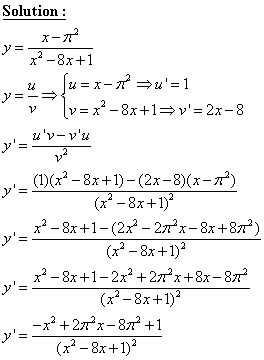 Solution :
y = (x − π²)/(x² − 8x + 1)
y = u/v ⇒ { u = x − π² ⇒ u' = 1
v = x² − 8x + 1 ⇒ v' = 2x − 8
y' = (u'v − v'u)/v²
y' = ((1)(x² − 8x + 1) − (2x − 8)(x − π²))/(x² − 8x + 1)²
y' = (x² − 8x + 1 − (2x² − 2π²x − 8x + 8π²))/(x² − 8x + 1)²
y' = (x² − 8x + 1 − 2x² + 2π²x + 8x − 8π²)/(x² − 8x + 1)²
y' = (−x² + 2π²x − 8π² + 1)/(x² − 8x + 1)²